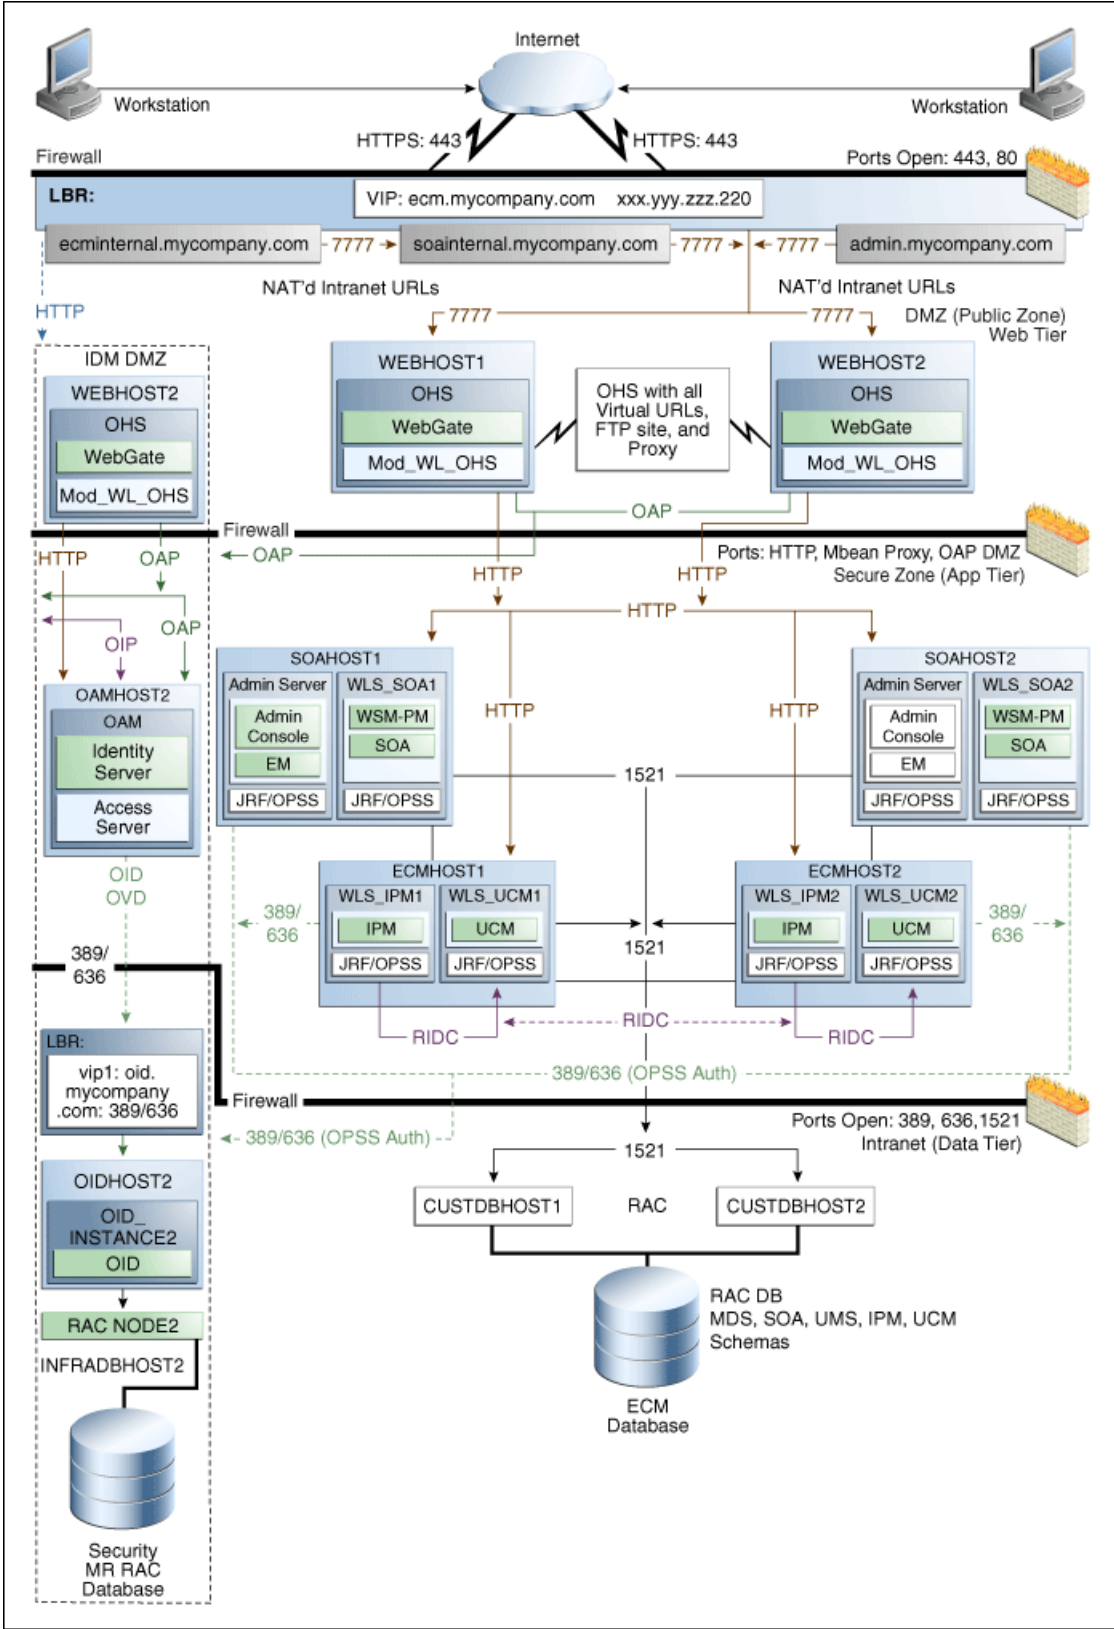 Internet
Workstation
Workstation
HTTPS: 443
HTTPS: 443
Firewall
Ports Open: 443, 80
LBR:
VIP: ecm.mycompany.com xxx.yyy.zzz.220
ecminternal.mycompany.com
7777
soainternal.mycompany.com
7777
7777
admin.mycompany.com
NAT'd Intranet URLs
NAT'd Intranet URLs
HTTP
7777
7777
DMZ (Public Zone)
Web Tier
IDM DMZ
WEBHOST2
OHS
WebGate
Mod_WL_OHS
WEBHOST1
OHS
WebGate
Mod_WL_OHS
OHS with all
Virtual URLs,
FTP site, and
Proxy
WEBHOST2
OHS
WebGate
Mod_WL_OHS
OAP
Firewall
HTTP
OAP
OAP
Ports: HTTP, Mbean Proxy, OAP DMZ
Secure Zone (App Tier)
HTTP
HTTP
HTTP
OAP
OIP
SOAHOST1
Admin Server
Admin
Console
EM
JRF/OPSS
WLS_SOA1
WSM-PM
SOA
JRF/OPSS
HTTP
HTTP
SOAHOST2
Admin Server
Admin
Console
EM
JRF/OPSS
WLS_SOA2
WSM-PM
SOA
JRF/OPSS
OAMHOST2
OAM
Identity
Server
Access
Server
1521
OID
OVD
ECMHOST1
WLS_IPM1
IPM
JRF/OPSS
WLS_UCM1
UCM
JRF/OPSS
389/
636
1521
ECMHOST2
WLS_IPM2
IPM
JRF/OPSS
WLS_UCM2
UCM
JRF/OPSS
389/
636
389/
636
RIDC
RIDC
RIDC
LBR:
vip1: oid.
mycompany
.com: 389/636
389/636 (OPSS Auth)
Firewall
389/636 (OPSS Auth)
Ports Open: 389, 636,1521
Intranet (Data Tier)
1521
OIDHOST2
OID_
INSTANCE2
OID
CUSTDBHOST1
RAC
CUSTDBHOST2
RAC NODE2
INFRADBHOST2
RAC DB
MDS, SOA, UMS, IPM, UCM
Schemas
ECM
Database
Security
MR RAC
Database